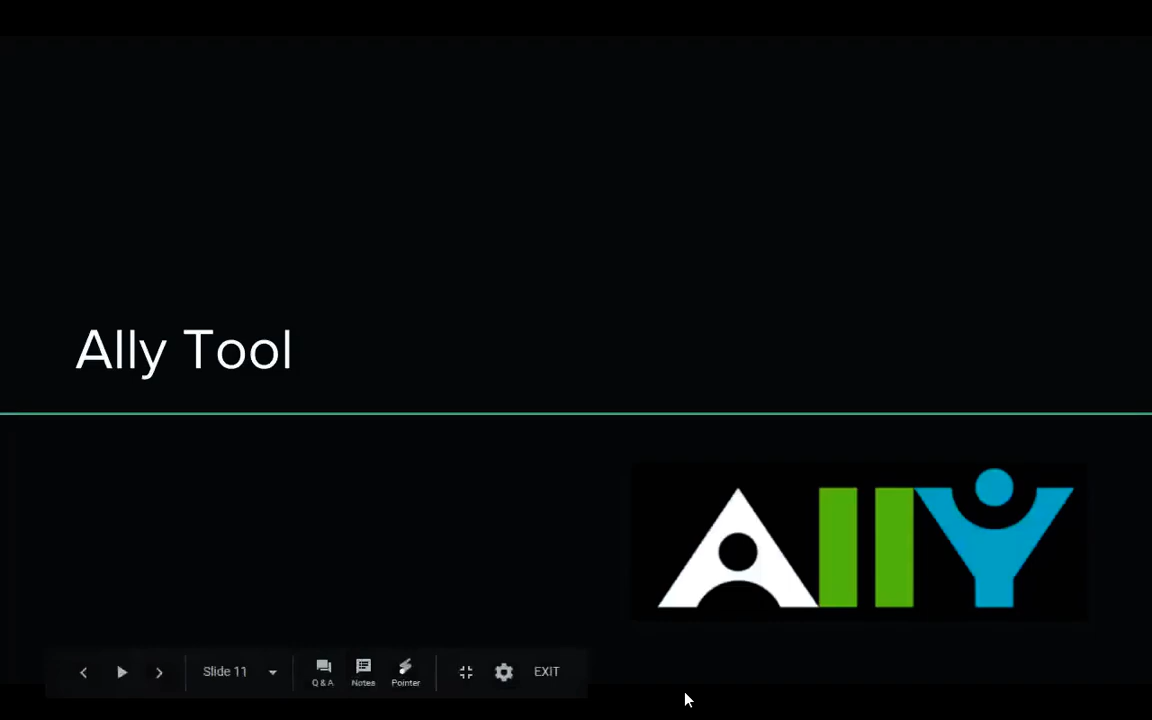 Ally Tool
Ally
Slide 11
Q & A
Notes
Pointer
EXIT